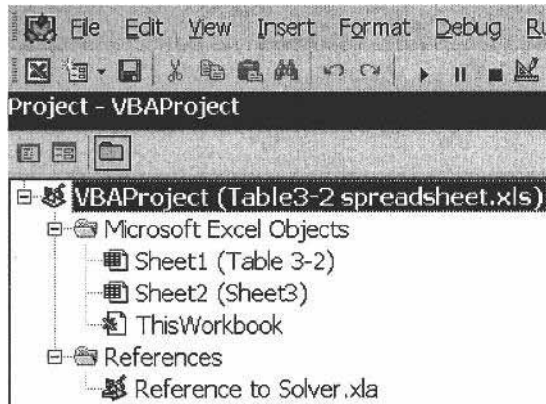 File Edit View Insert Format Debug Ru
Project - VBAProject
VBAProject (Table3-2 spreadsheet.xls)
Microsoft Excel Objects
Sheet1 (Table 3-2)
Sheet2 (Sheet3)
ThisWorkbook
References
Reference to Solver.xla